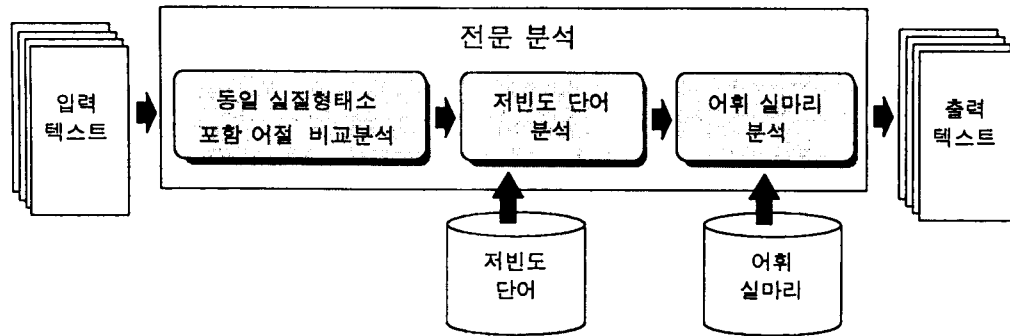 전문 분석
입력
텍스트
동일 실질형태소
포함 어절 비교분석
저빈도 단어
분석
어휘 실마리
분석
출력
텍스트
저빈도
단어
어휘
실마리